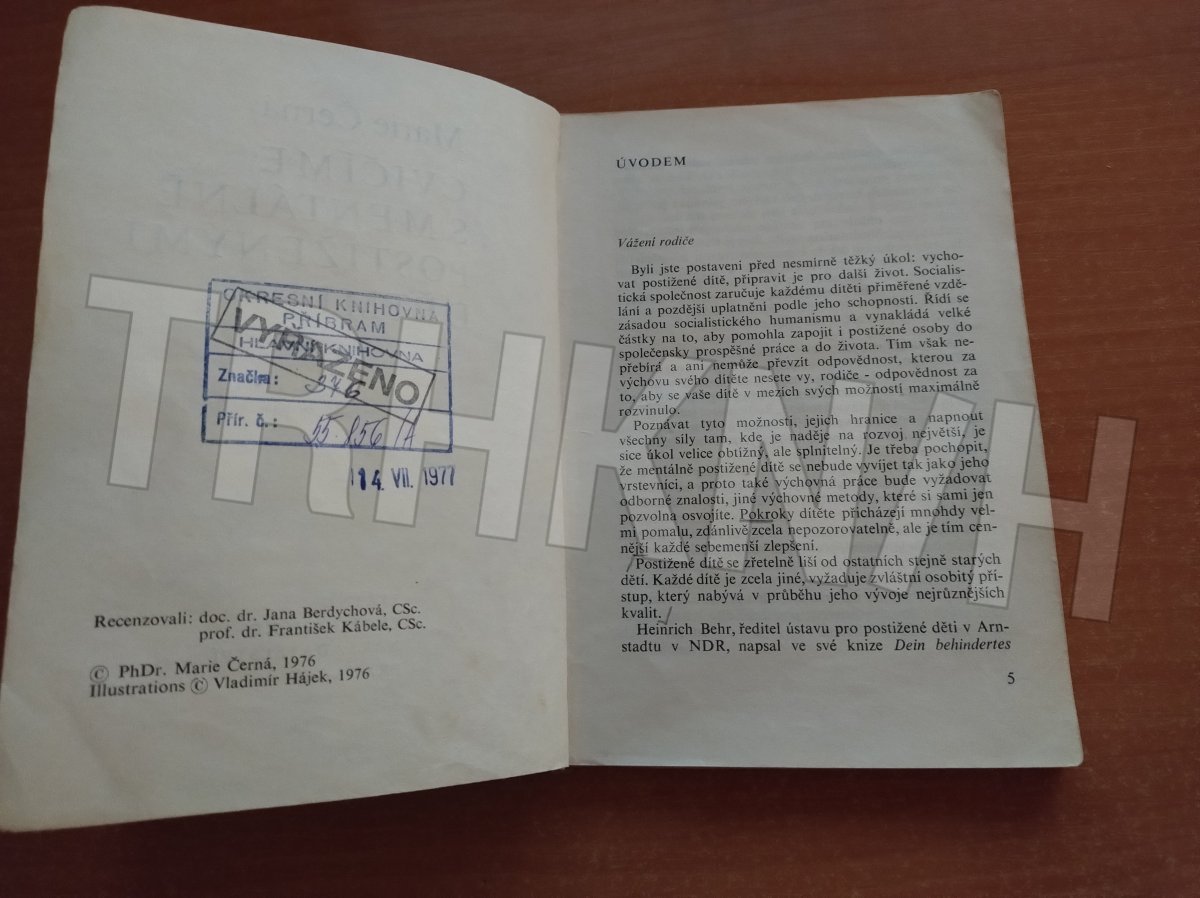 OKRESNÍ KNIHOVNA
PŘÍBRAM
HLAVNÍ KNIHOVNA
VYŘAZENO
Značka: 376
Přír. č.: 55.856/A
14. VII. 1977
Recenzovali: doc. dr. Jana Berdychová, CSc.
prof. dr. František Kábele, CSc.
© PhDr. Marie Černá, 1976
Illustrations © Vladimír Hájek, 1976
ÚVODEM
Vážení rodiče
Byli jste postaveni před nesmírně těžký úkol: vycho-
vat postižené dítě, připravit je pro další život. Socialis-
tická společnost zaručuje každému dítěti přiměřené vzdě-
lání a pozdější uplatnění podle jeho schopností. Řídí se
zásadou socialistického humanismu a vynakládá velké
částky na to, aby pomohla zapojit i postižené osoby do
společensky prospěšné práce a do života. Tím však ne-
přebírá a ani nemůže převzít odpovědnost, kterou za
výchovu svého dítěte nesete vy, rodiče - odpovědnost za
to, aby se vaše dítě v mezích svých možností maximálně
rozvinulo.
Poznávat tyto možnosti, jejich hranice a napnout
všechny síly tam, kde je naděje na rozvoj největší, je
sice úkol velice obtížný, ale splnitelný. Je třeba pochopit,
že mentálně postižené dítě se nebude vyvíjet tak jako jeho
vrstevníci, a proto také výchovná práce bude vyžadovat
odborné znalosti, jiné výchovné metody, které si sami jen
pozvolna osvojíte. Pokroky dítěte přicházejí mnohdy vel-
mi pomalu, zdánlivě zcela nepozorovatelně, ale je tím cen-
nější každé sebemenší zlepšení.
Postižené dítě se zřetelně liší od ostatních stejně starých
dětí. Každé dítě je zcela jiné, vyžaduje zvláštní osobitý pří-
stup, který nabývá v průběhu jeho vývoje nejrůznějších
kvalit.
Heinrich Behr, ředitel ústavu pro postižené děti v Arn-
stadtu v NDR, napsal ve své knize Dein behindertes
5
TRHKNIH